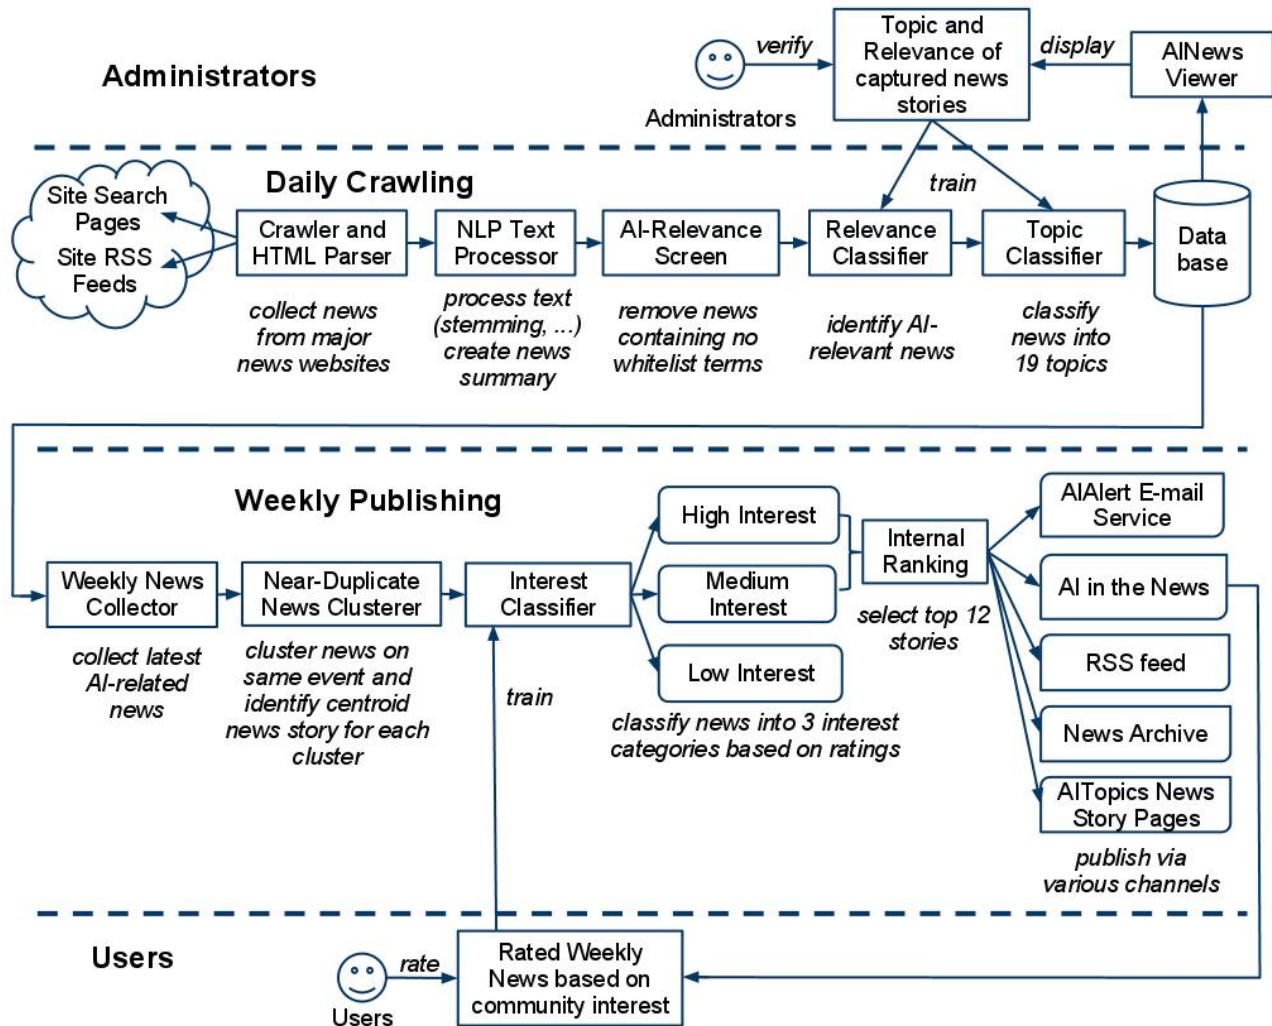 Administrators
verify
Administrators
Topic and
Relevance of
captured news
stories
display
AINews
Viewer
Daily Crawling
train
Site Search
Pages
Site RSS
Feeds
Crawler and
HTML Parser
NLP Text
Processor
AI-Relevance
Screen
Relevance
Classifier
Topic
Classifier
Data
base
collect news
from major
news websites
process text
(stemming, ...)
create news
summary
remove news
containing no
whitelist terms
identify AI-
relevant news
classify
news into
19 topics
Weekly Publishing
Weekly News
Collector
Near-Duplicate
News Clusterer
Interest
Classifier
High Interest
Medium
Interest
Low Interest
Internal
Ranking
AIAlert E-mail
Service
AI in the News
RSS feed
News Archive
AITopics News
Story Pages
collect latest
AI-related
news
cluster news on
same event and
identify centroid
news story for each
cluster
train
classify news into 3 interest
categories based on ratings
select top 12
stories
publish via
various channels
Users
rate
Users
Rated Weekly
News based on
community interest